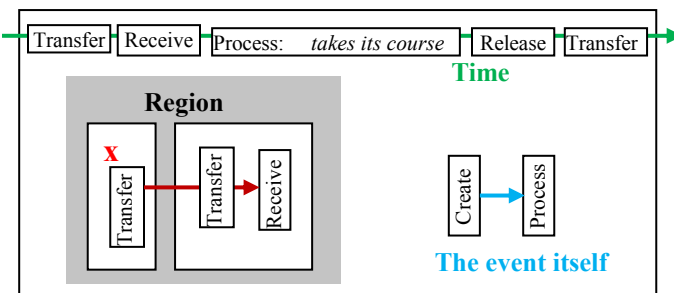 Transfer Receive Process: takes its course Release Transfer
Time
Region
x
Transfer
Transfer
Receive
Create
Process
The event itself